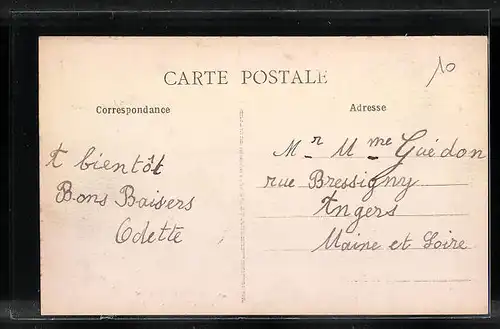 CARTE POSTALE
10
Correspondance
Adresse
A bientôt
Bons Baisers
Odette
Mr Mme Guédon
rue Bressigny
Angers
Maine et Loire